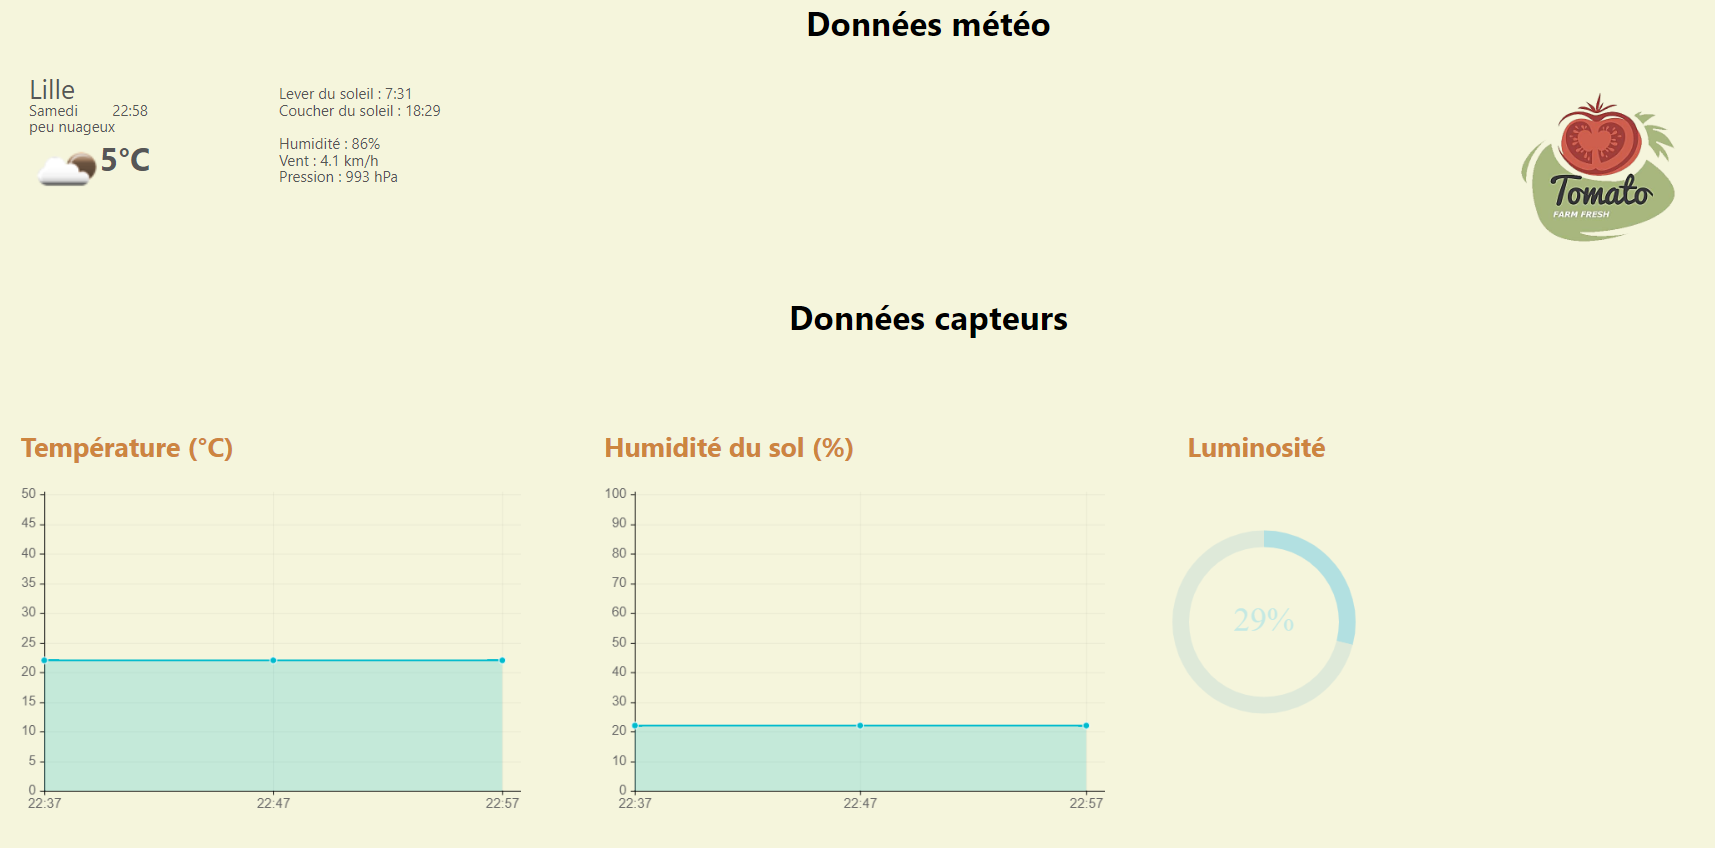 Données météo
Lille
Samedi 22:58
peu nuageux
5°C
Lever du soleil : 7:31
Coucher du soleil : 18:29
Humidité : 86%
Vent : 4.1 km/h
Pression : 993 hPa
Tomato
FARM FRESH
Données capteurs
Température (°C)
50
45
40
35
30
25
20
15
10
5
0
22:37 22:47 22:57
Humidité du sol (%)
100
90
80
70
60
50
40
30
20
10
0
22:37 22:47 22:57
Luminosité
29%